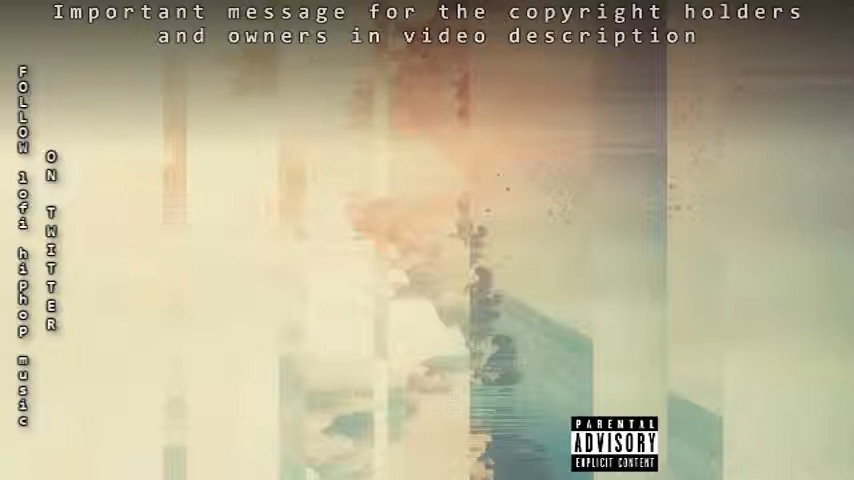 Important message for the copyright holders
and owners in video description
FOLLOW lofi hiphop music
ON TWITTER
PARENTAL
ADVISORY
EXPLICIT CONTENT